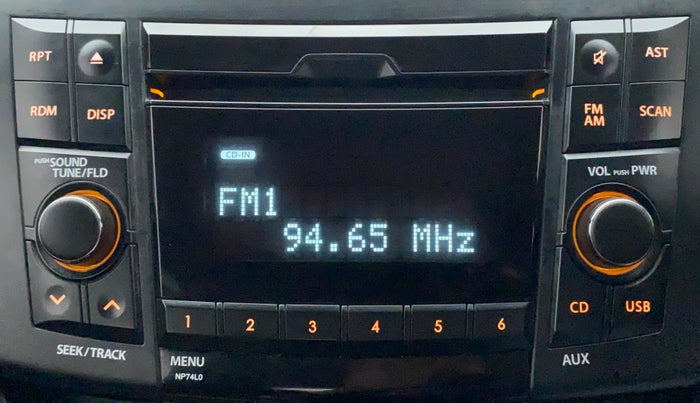 RPT
AST
RDM
DISP
FM
AM
SCAN
CD-IN
PUSH SOUND
TUNE/FLD
VOL PUSH PWR
FM1
94.65 MHz
1 2 3 4 5 6
CD
USB
SEEK/TRACK
MENU
NP74L0
AUX